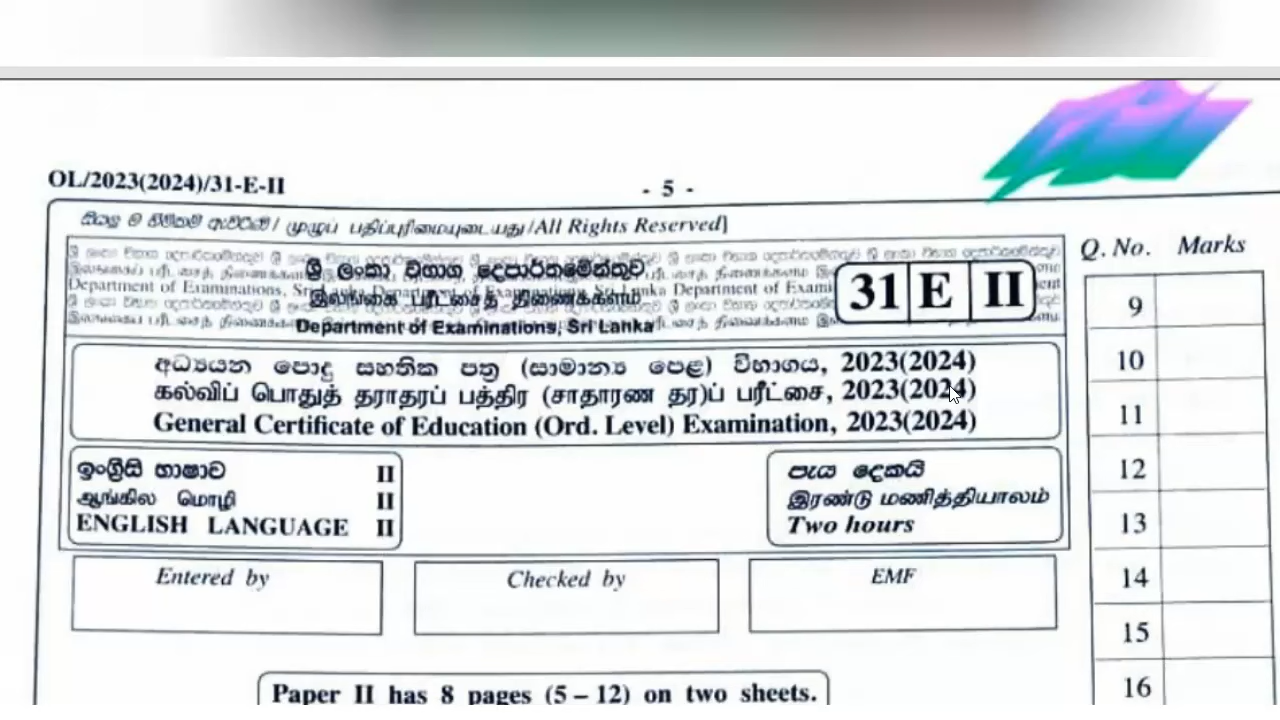 OL/2023(2024)/31-E-II
- 5 -
සියලු ම හිමිකම් ඇවිරිණි / முழுப் பதிப்புரிமையுடையது /All Rights Reserved]
ශ්‍රී ලංකා විභාග දෙපාර්තමේන්තුව
இலங்கைப் பரீட்சைத் திணைக்களம்
Department of Examinations, Sri Lanka
31 E II
අධ්‍යයන පොදු සහතික පත්‍ර (සාමාන්‍ය පෙළ) විභාගය, 2023(2024)
கல்விப் பொதுத் தராதரப் பத்திர (சாதாரண தர)ப் பரீட்சை, 2023(2024)
General Certificate of Education (Ord. Level) Examination, 2023(2024)
ඉංග්‍රීසි භාෂාව II
ஆங்கில மொழி II
ENGLISH LANGUAGE II
පැය දෙකයි
இரண்டு மணித்தியாலம்
Two hours
Entered by
Checked by
EMF
Paper II has 8 pages (5 – 12) on two sheets.
Q. No. Marks
9
10
11
12
13
14
15
16